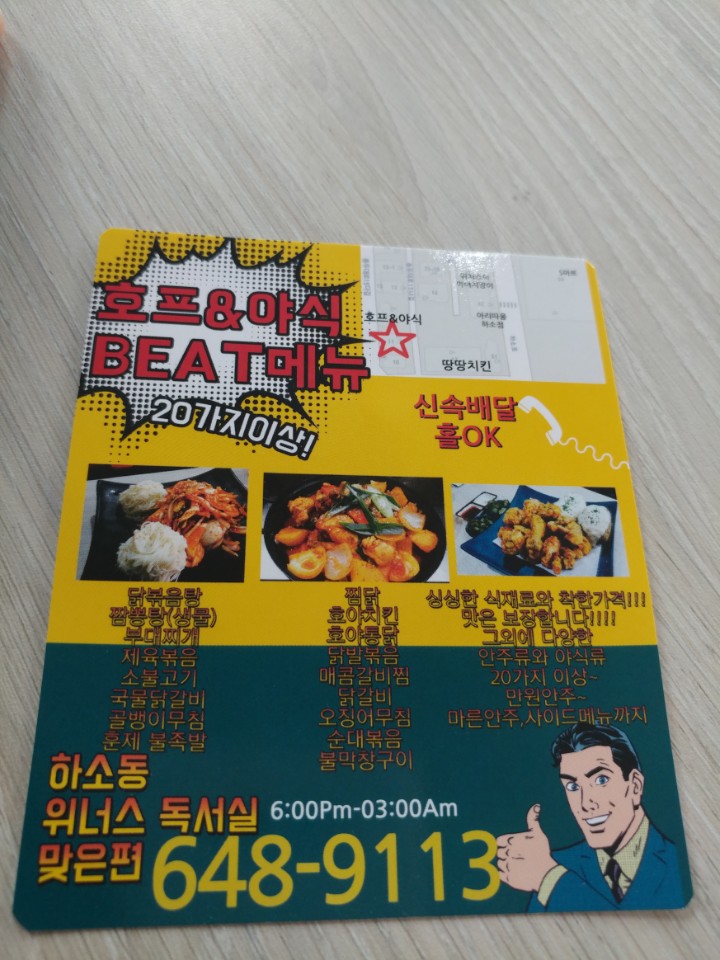 호프&야식
BEAT메뉴
20가지이상!
호프&야식
아리따움
하소점
땅땅치킨
신속배달
홀OK
닭볶음탕
짬뽕탕(생물)
부대찌개
제육볶음
소불고기
국물닭갈비
골뱅이무침
훈제 불족발
찜닭
호야치킨
호야통닭
닭발볶음
매콤갈비찜
닭갈비
오징어무침
순대볶음
불막창구이
싱싱한 식재료와 착한가격!!!
맛은 보장합니다!!!!
그외에 다양한
안주류와 야식류
20가지 이상~
만원안주~
마른안주,사이드메뉴까지
하소동
위너스 독서실
맞은편
6:00Pm-03:00Am
648-9113